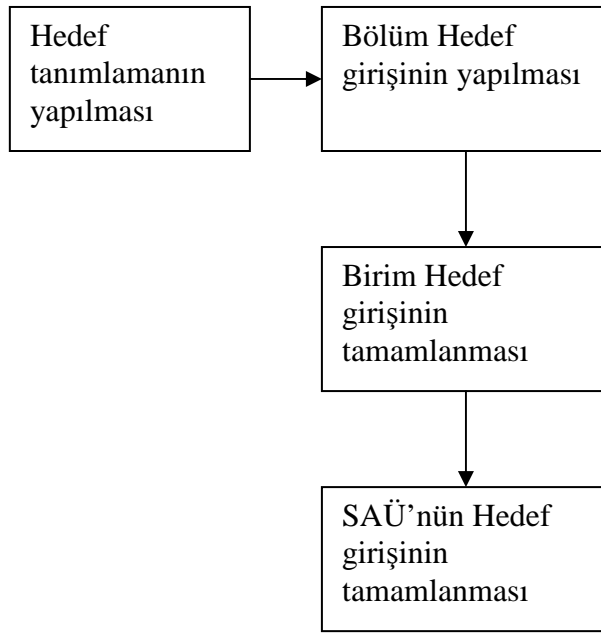 Hedef
tanımlamanın
yapılması
Bölüm Hedef
girişinin yapılması
Birim Hedef
girişinin
tamamlanması
SAÜ’nün Hedef
girişinin
tamamlanması